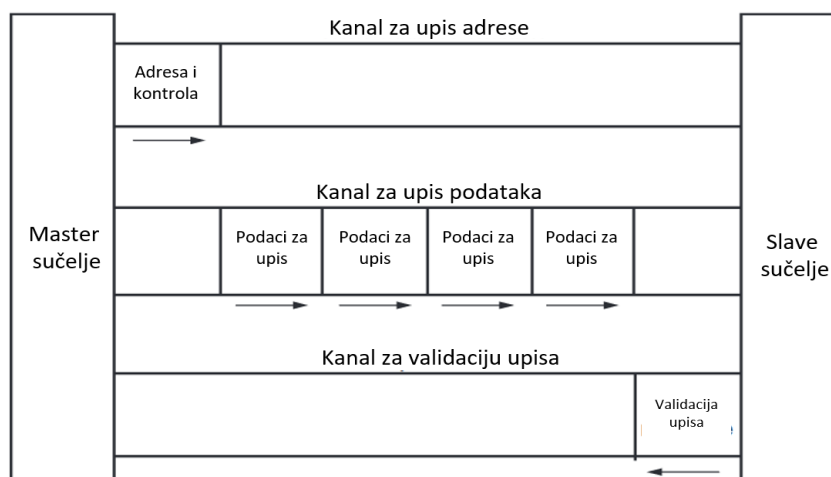 Kanal za upis adrese
Adresa i
kontrola
Kanal za upis podataka
Master
sučelje
Podaci za
upis
Podaci za
upis
Podaci za
upis
Podaci za
upis
Slave
sučelje
Kanal za validaciju upisa
Validacija
upisa